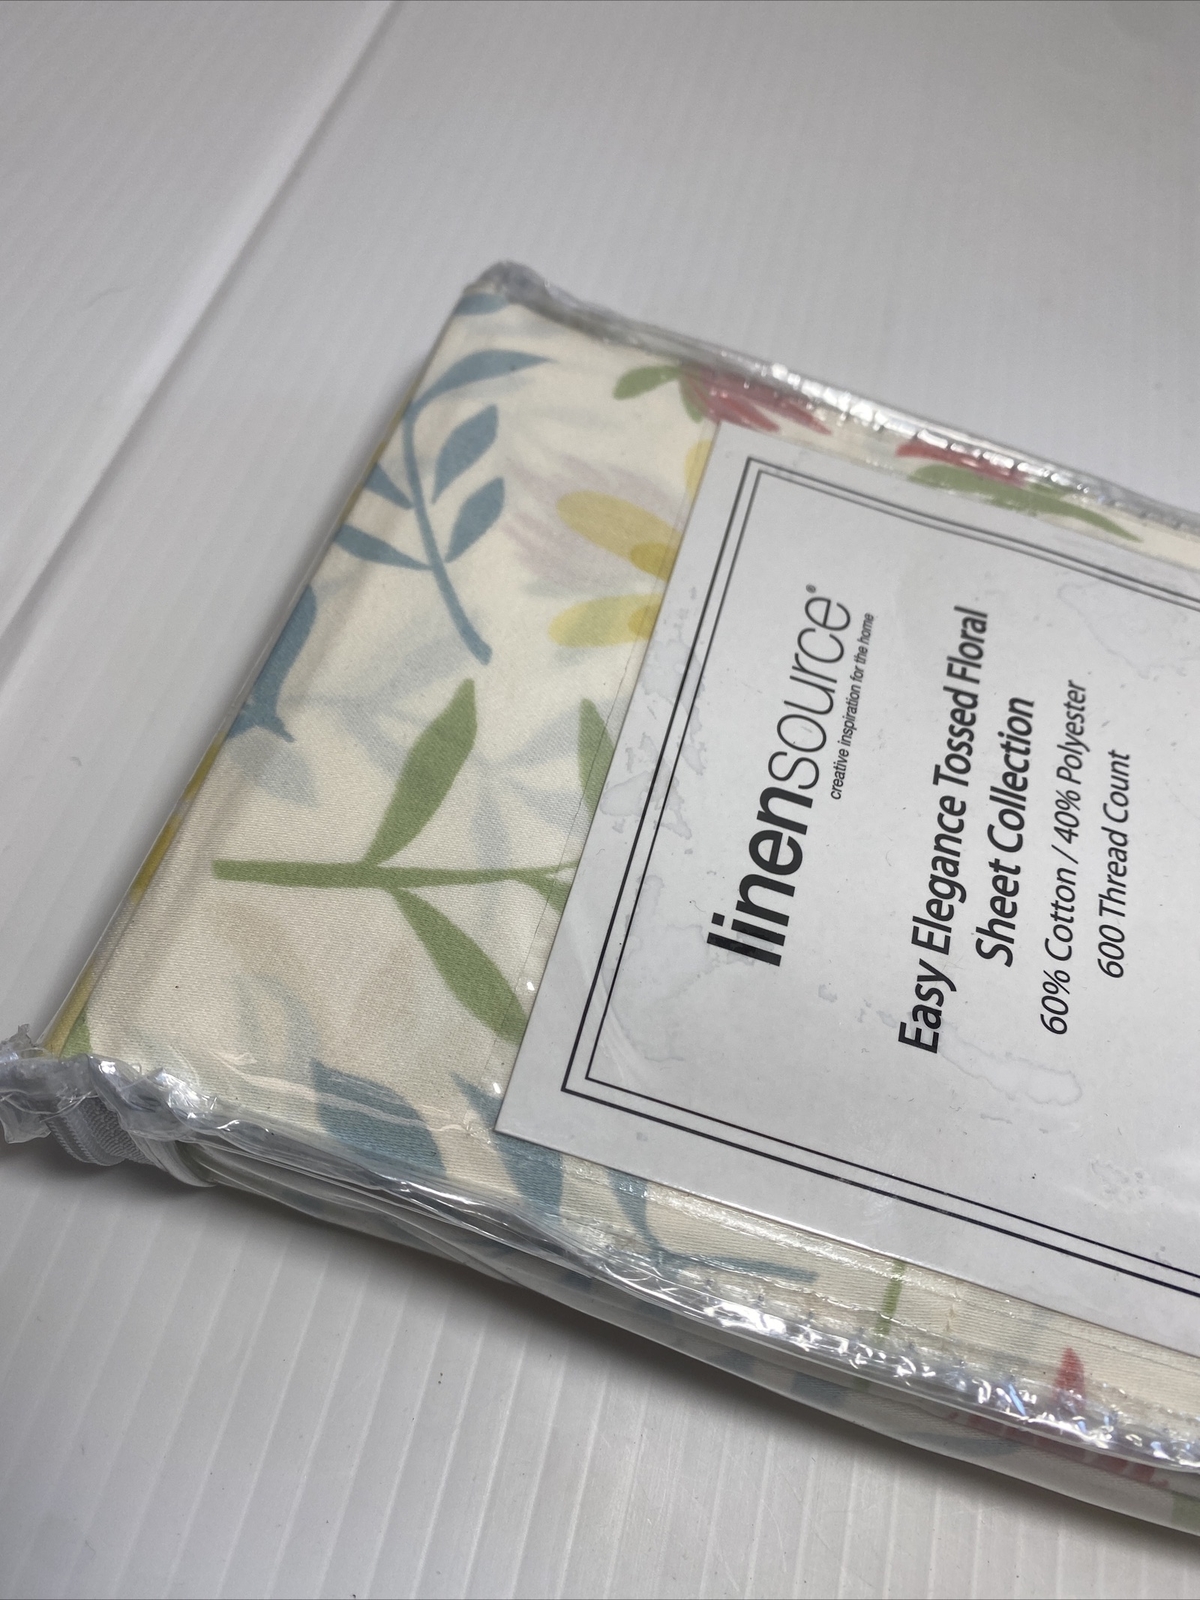 linensource®
creative inspiration for the home
Easy Elegance Tossed Floral
Sheet Collection
60% Cotton / 40% Polyester
600 Thread Count